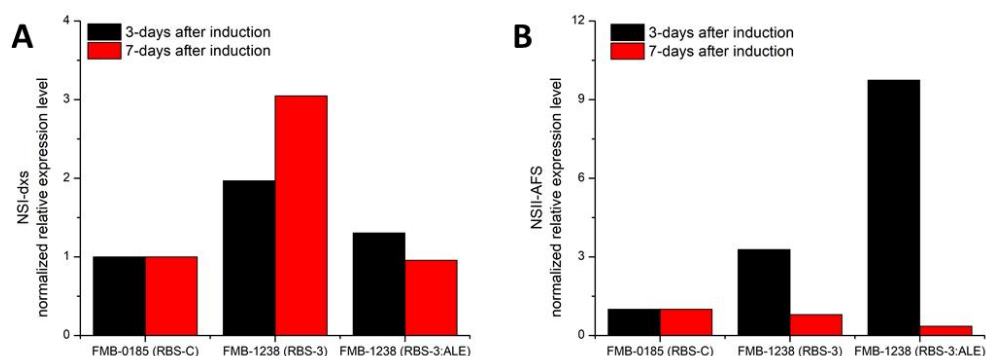 A
NSI-dxs
normalized relative expression level
4
3
2
1
0
3-days after induction
7-days after induction
FMB-0185 (RBS-C) FMB-1238 (RBS-3) FMB-1238 (RBS-3:ALE)
B
NSII-AFS
normalized relative expression level
12
9
6
3
0
3-days after induction
7-days after induction
FMB-0185 (RBS-C) FMB-1238 (RBS-3) FMB-1238 (RBS-3:ALE)